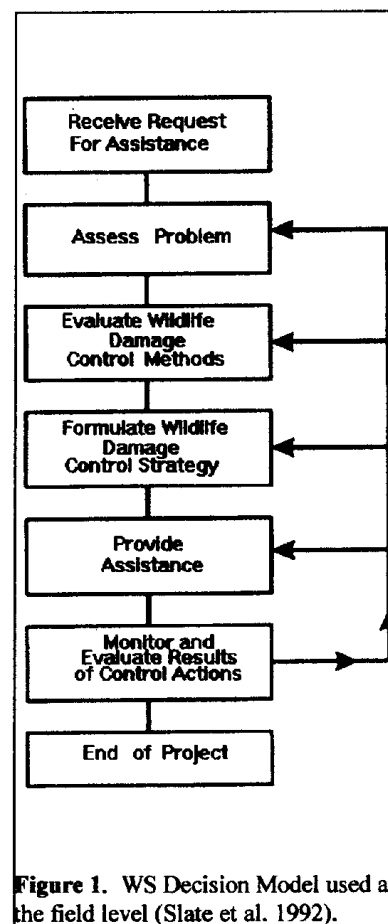 Receive Request
For Assistance
Assess Problem
Evaluate Wildlife
Damage
Control Methods
Formulate Wildlife
Damage
Control Strategy
Provide
Assistance
Monitor and
Evaluate Results
of Control Actions
End of Project
Figure 1. WS Decision Model used a
the field level (Slate et al. 1992).